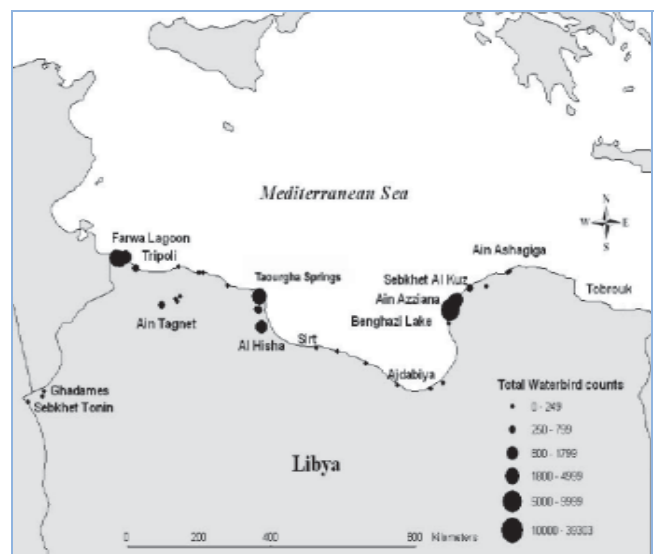 Mediterranean Sea
N
W E
S
Farwa Lagoon
Tripoli
Taourgha Springs
Ain Ashagiga
Sebkhet Al Kuz
Ain Azziana
Benghazi Lake
Tobrouk
Ain Tagnet
Al Hisha
Sirt
Ajdabiya
Ghadames
Sebkhet Tonin
Libya
Total Waterbird counts
0 - 249
250 - 799
800 - 1799
1800 - 4999
5000 - 9999
10000 - 39303
0 200 400 800 Kilometers